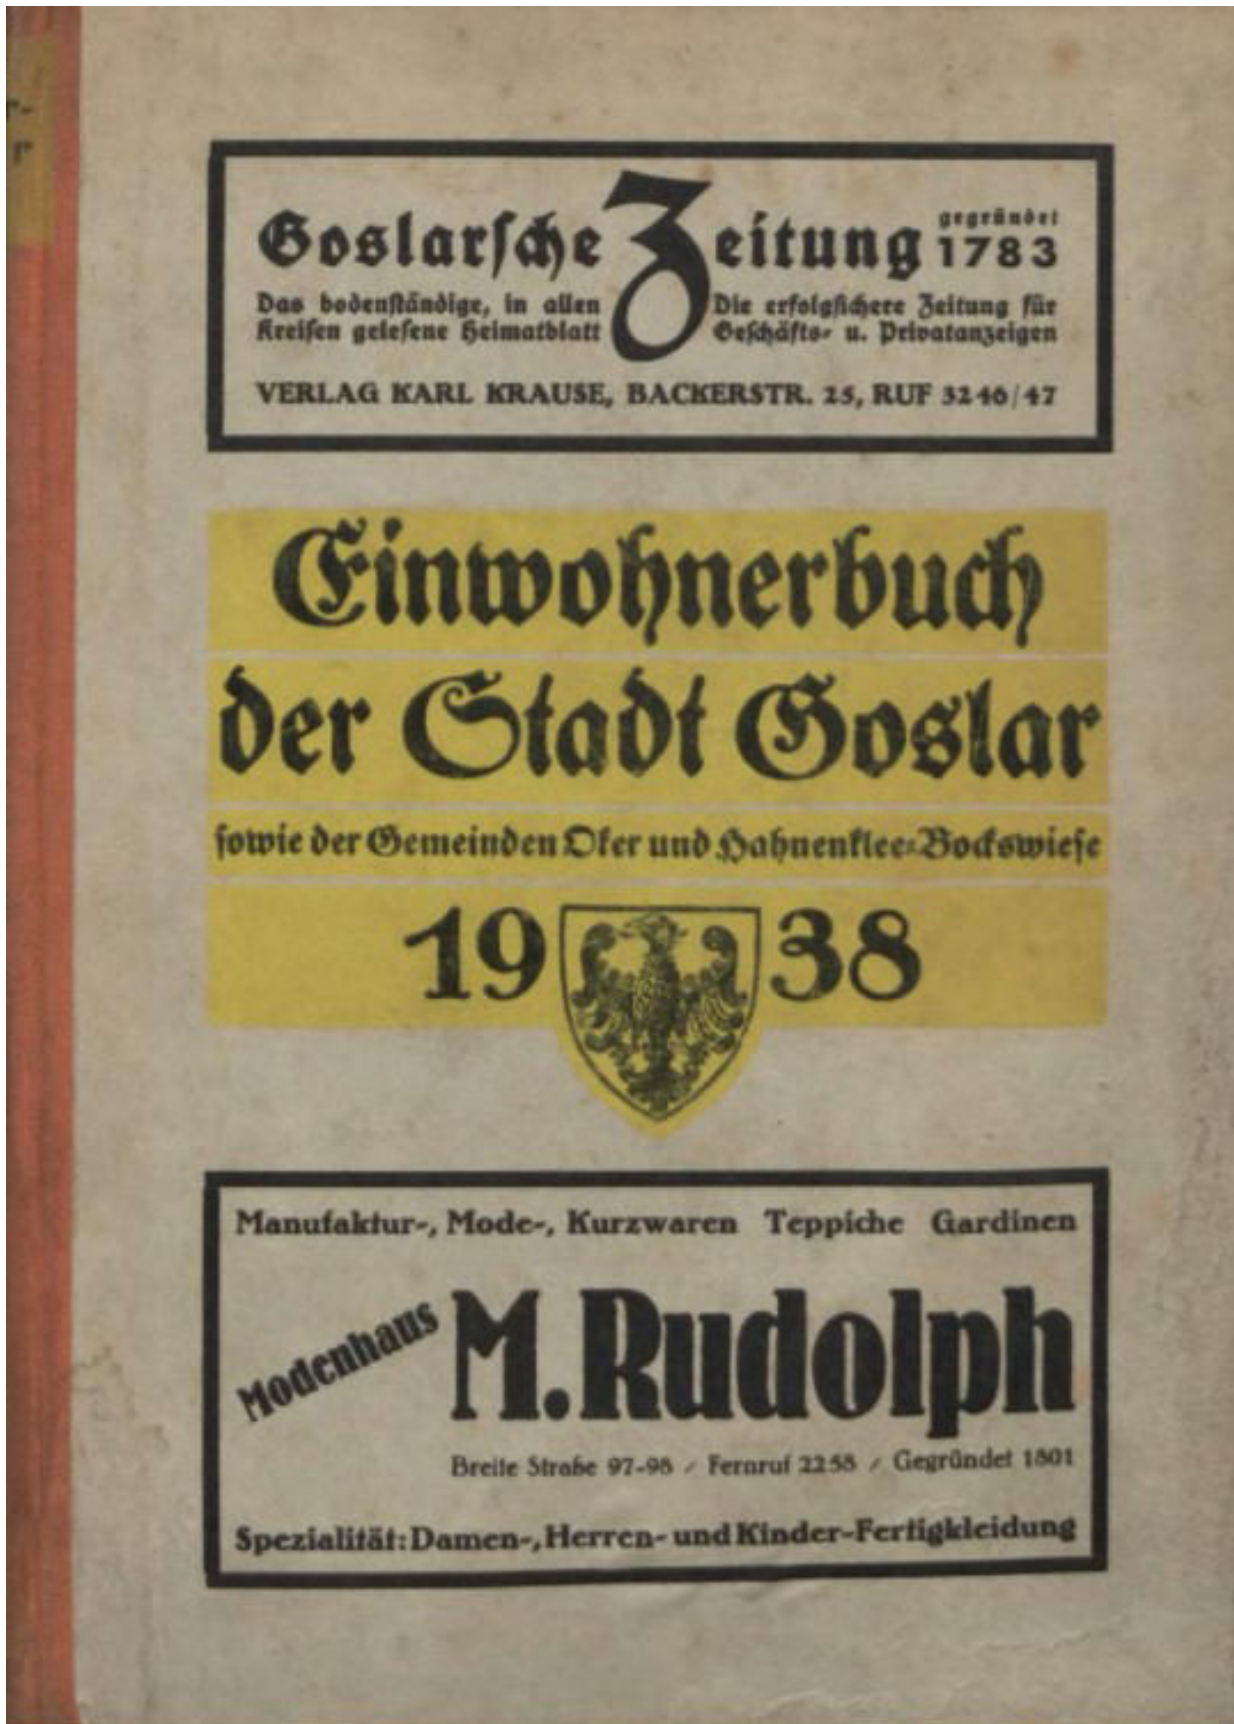 r-
r
Goslarsche Zeitung gegründet 1783
Das bodenständige, in allen Kreisen gelesene Heimatblatt
Die erfolgsichere Zeitung für Geschäfts- u. Privatanzeigen
VERLAG KARL KRAUSE, BACKERSTR. 25, RUF 3246/47
Einwohnerbuch
der Stadt Goslar
sowie der Gemeinden Oker und Hahnenklee-Bockswiese
1938
Manufaktur-, Mode-, Kurzwaren Teppiche Gardinen
Modenhaus M. Rudolph
Breite Straße 97-98 / Fernruf 2258 / Gegründet 1801
Spezialität: Damen-, Herren- und Kinder-Fertigkleidung